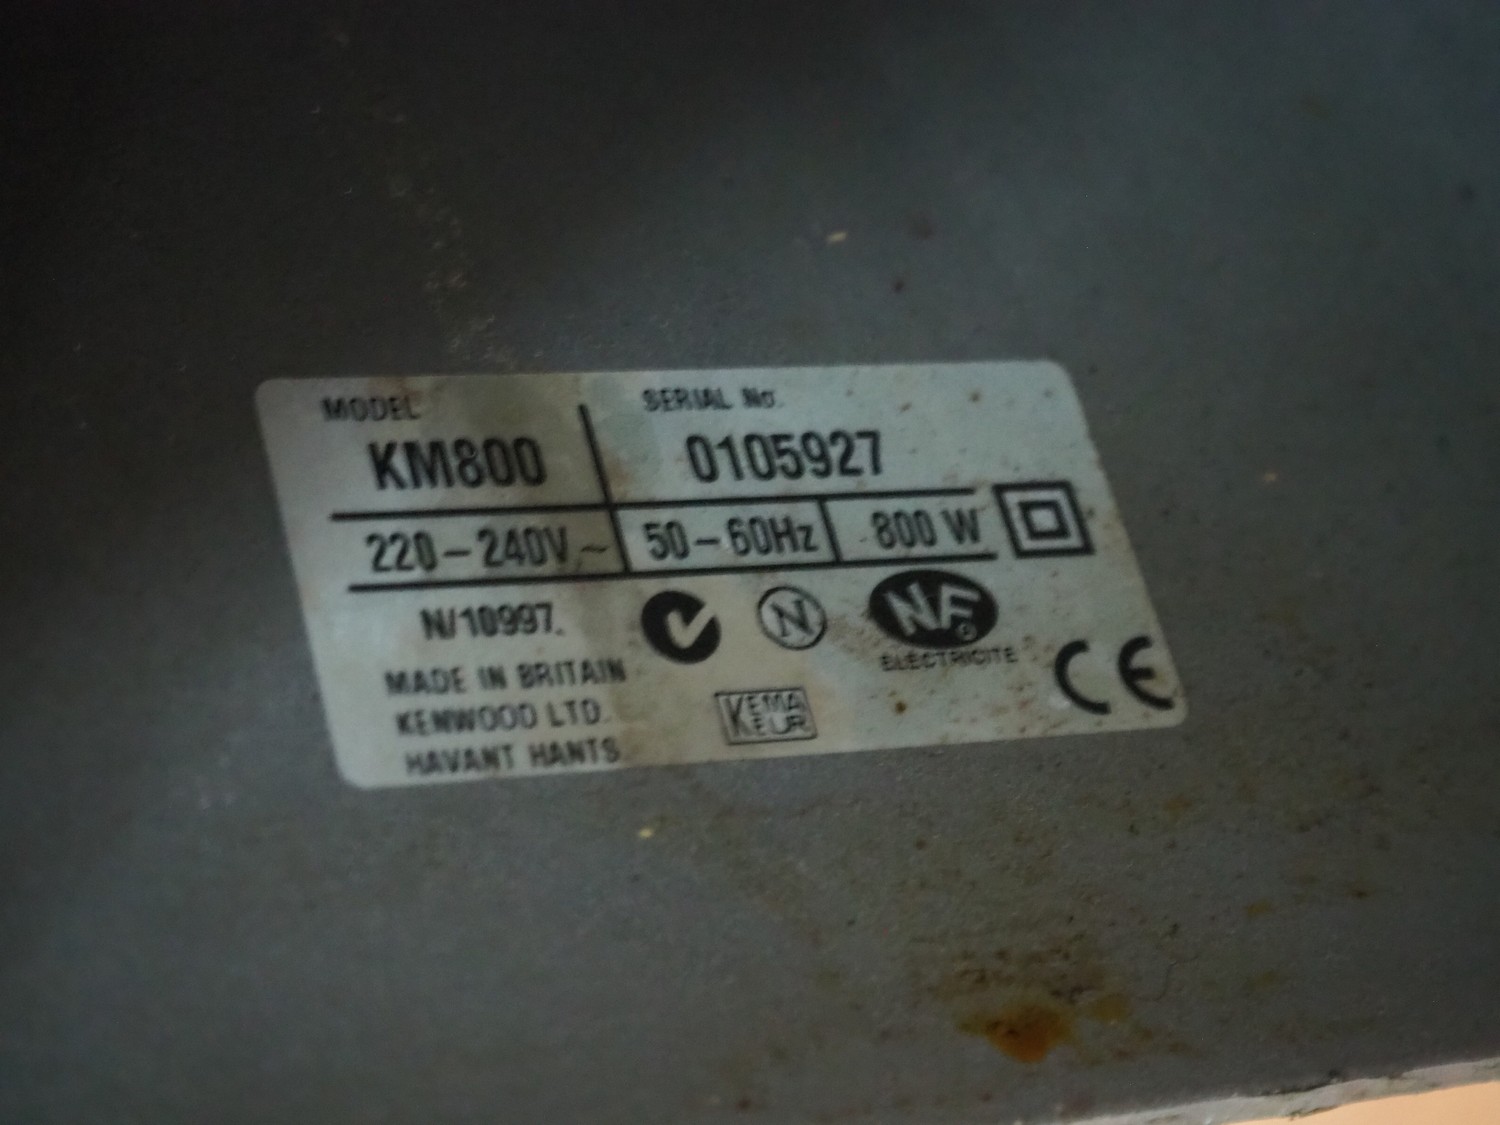 MODEL SERIAL No.
KM800 0105927
220-240V ~ 50-60Hz 800 W
N/10997. N NF
ELECTRICITE
MADE IN BRITAIN
KENWOOD LTD.
HAVANT HANTS.
KEMA
EUR
CE